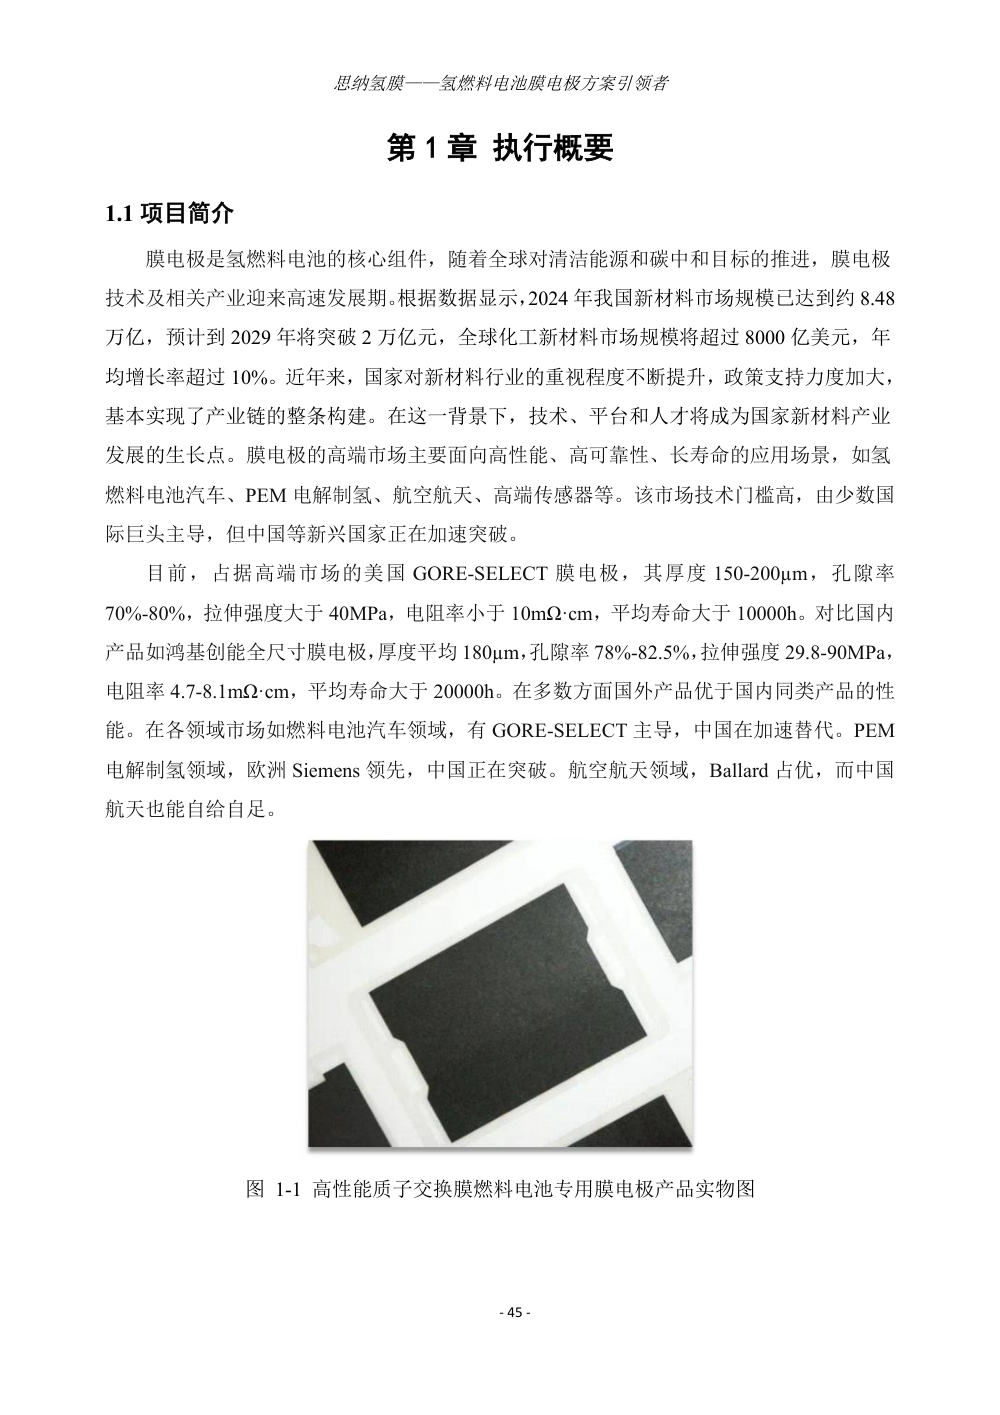 思纳氢膜——氢燃料电池膜电极方案引领者
第 1 章 执行概要
1.1 项目简介
膜电极是氢燃料电池的核心组件，随着全球对清洁能源和碳中和目标的推进，膜电极
技术及相关产业迎来高速发展期。根据数据显示，2024 年我国新材料市场规模已达到约 8.48
万亿，预计到 2029 年将突破 2 万亿元，全球化工新材料市场规模将超过 8000 亿美元，年
均增长率超过 10%。近年来，国家对新材料行业的重视程度不断提升，政策支持力度加大，
基本实现了产业链的整条构建。在这一背景下，技术、平台和人才将成为国家新材料产业
发展的生长点。膜电极的高端市场主要面向高性能、高可靠性、长寿命的应用场景，如氢
燃料电池汽车、PEM 电解制氢、航空航天、高端传感器等。该市场技术门槛高，由少数国
际巨头主导，但中国等新兴国家正在加速突破。
目前，占据高端市场的美国 GORE-SELECT 膜电极，其厚度 150-200μm，孔隙率
70%-80%，拉伸强度大于 40MPa，电阻率小于 10mΩ·cm，平均寿命大于 10000h。对比国内
产品如鸿基创能全尺寸膜电极，厚度平均 180μm，孔隙率 78%-82.5%，拉伸强度 29.8-90MPa，
电阻率 4.7-8.1mΩ·cm，平均寿命大于 20000h。在多数方面国外产品优于国内同类产品的性
能。在各领域市场如燃料电池汽车领域，有 GORE-SELECT 主导，中国在加速替代。PEM
电解制氢领域，欧洲 Siemens 领先，中国正在突破。航空航天领域，Ballard 占优，而中国
航天也能自给自足。
图 1-1 高性能质子交换膜燃料电池专用膜电极产品实物图
- 45 -